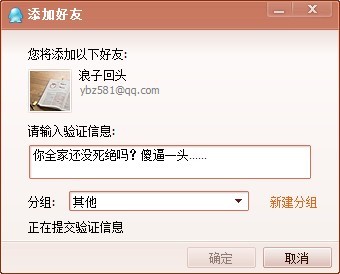 添加好友
您将添加以下好友:
浪子回头
ybz581@qq.com
请输入验证信息:
你全家还没死绝吗？傻逼一头......
分组: 其他 新建分组
正在提交验证信息
确定 取消